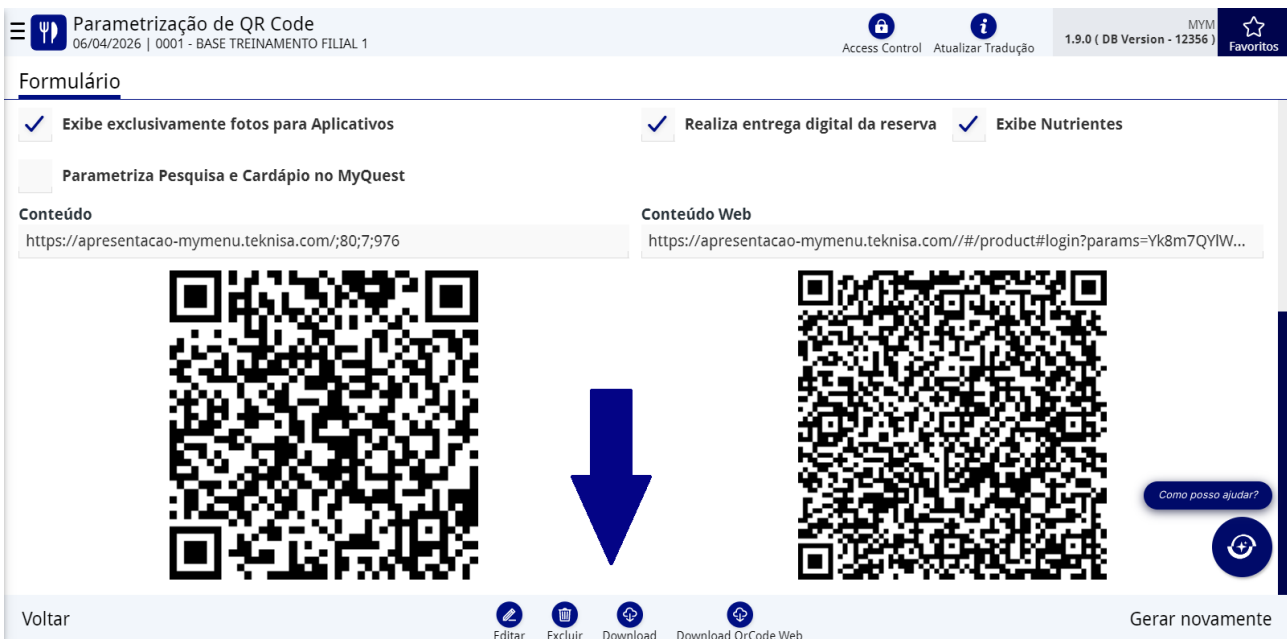 Parametrização de QR Code
06/04/2026 | 0001 - BASE TREINAMENTO FILIAL 1
Access Control
Atualizar Tradução
MYM
1.9.0 ( DB Version - 12356 )
Favoritos
Formulário
Exibe exclusivamente fotos para Aplicativos
Realiza entrega digital da reserva
Exibe Nutrientes
Parametriza Pesquisa e Cardápio no MyQuest
Conteúdo
Conteúdo Web
https://apresentacao-mymenu.teknisa.com/;80;7;976
https://apresentacao-mymenu.teknisa.com//#/product#login?params=Yk8m7QYlW...
Como posso ajudar?
Voltar
Editar
Excluir
Download
Download QrCode Web
Gerar novamente